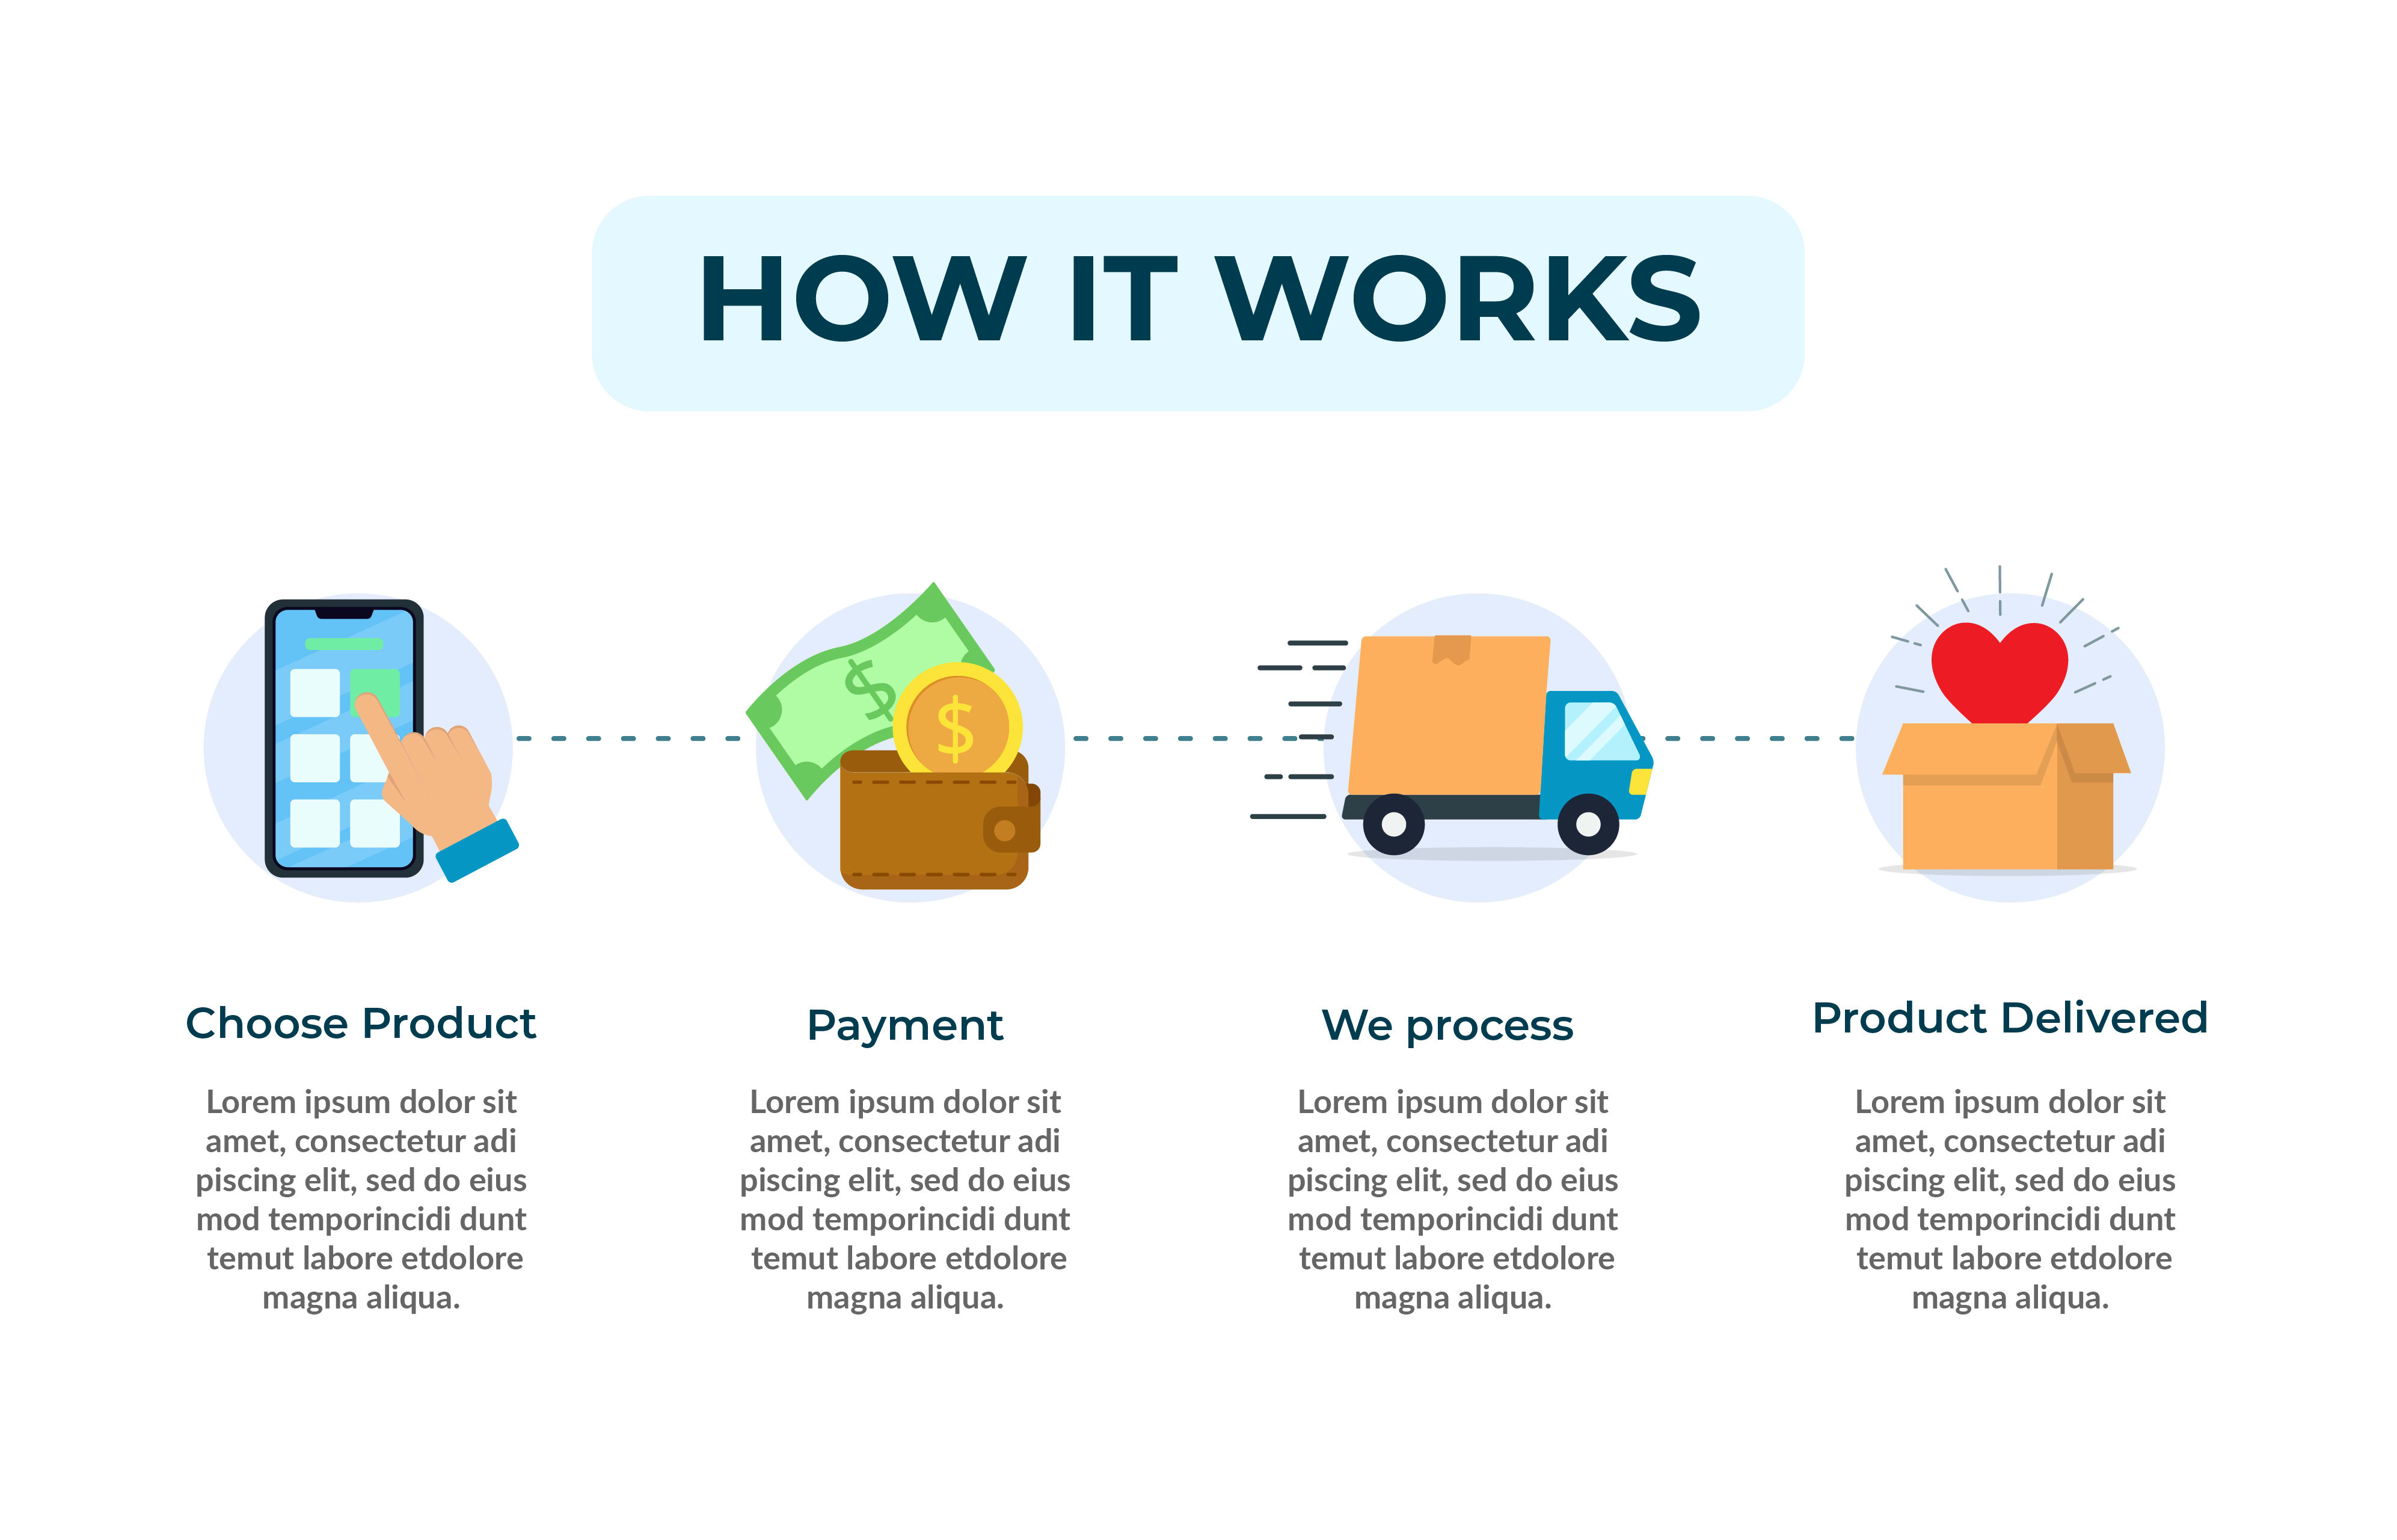 HOW IT WORKS
Choose Product
Lorem ipsum dolor sit
amet, consectetur adi
piscing elit, sed do eius
mod temporincidi dunt
temut labore etdolore
magna aliqua.
Payment
Lorem ipsum dolor sit
amet, consectetur adi
piscing elit, sed do eius
mod temporincidi dunt
temut labore etdolore
magna aliqua.
We process
Lorem ipsum dolor sit
amet, consectetur adi
piscing elit, sed do eius
mod temporincidi dunt
temut labore etdolore
magna aliqua.
Product Delivered
Lorem ipsum dolor sit
amet, consectetur adi
piscing elit, sed do eius
mod temporincidi dunt
temut labore etdolore
magna aliqua.